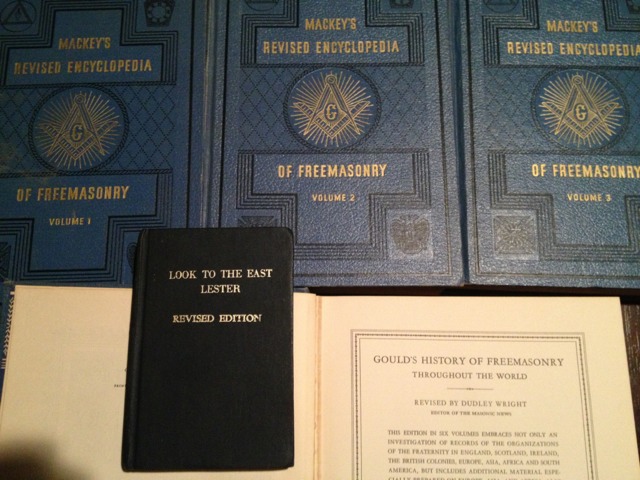 MACKEY'S
REVISED ENCYCLOPEDIA
G
OF FREEMASONRY
VOLUME 1
MACKEY'S
REVISED ENCYCLOPEDIA
G
OF FREEMASONRY
VOLUME 2
MACKEY'S
REVISED ENCYCLOPEDIA
G
OF FREEMASONRY
VOLUME 3
LOOK TO THE EAST
LESTER
REVISED EDITION
GOULD'S HISTORY OF FREEMASONRY
THROUGHOUT THE WORLD
REVISED BY DUDLEY WRIGHT
EDITOR OF THE MASONIC NEWS
THIS EDITION IN SIX VOLUMES EMBRACES NOT ONLY AN
INVESTIGATION OF RECORDS OF THE ORGANIZATIONS
OF THE FRATERNITY IN ENGLAND, SCOTLAND, IRELAND,
THE BRITISH COLONIES, EUROPE, ASIA, AFRICA AND SOUTH
AMERICA, BUT INCLUDES ADDITIONAL MATERIAL ESPE-